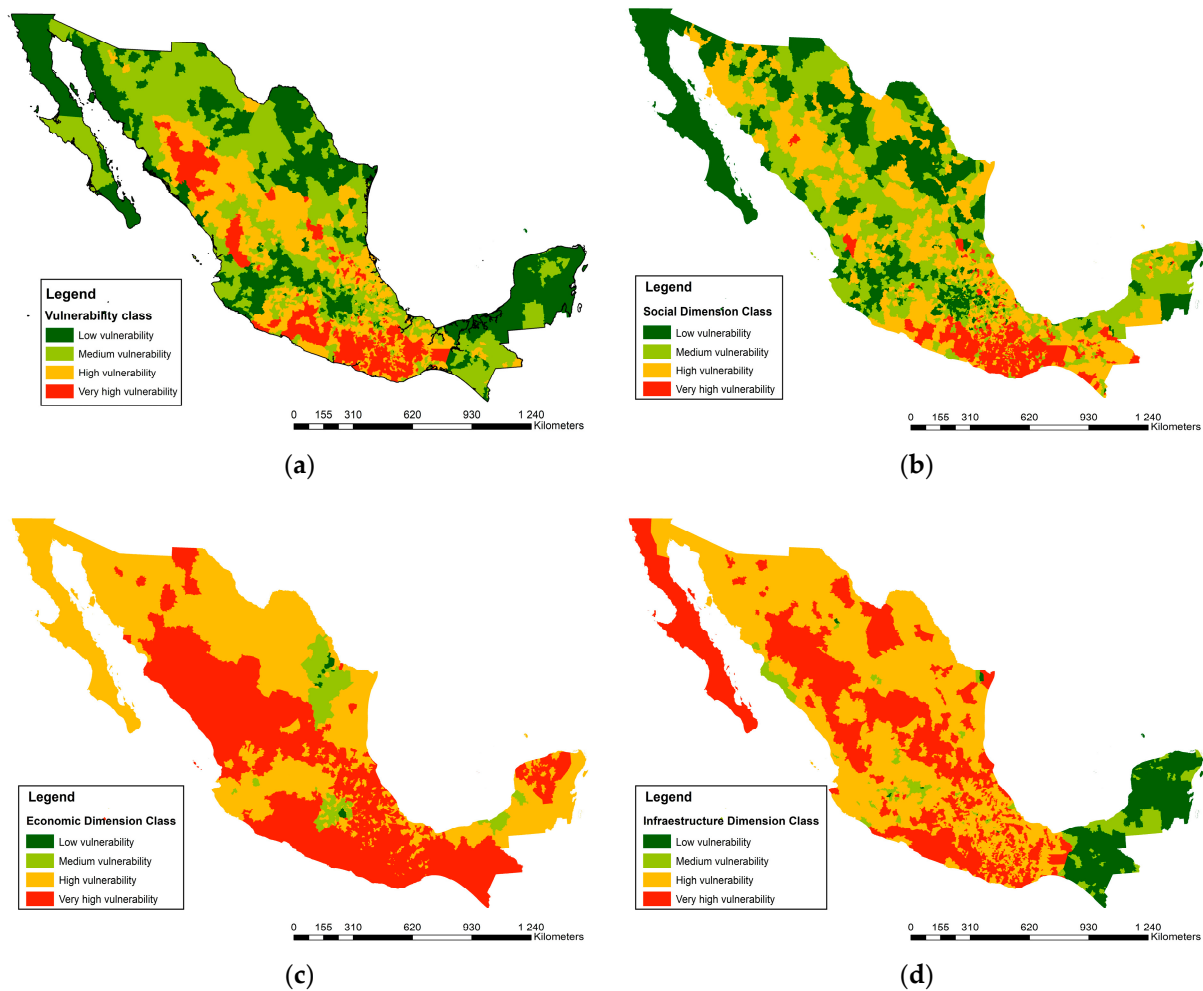 Legend
Vulnerability class
Low vulnerability
Medium vulnerability
High vulnerability
Very high vulnerability
0 155 310 620 930 1 240
Kilometers
(a)
Legend
Social Dimension Class
Low vulnerability
Medium vulnerability
High vulnerability
Very high vulnerability
0 155 310 620 930 1 240
Kilometers
(b)
Legend
Economic Dimension Class
Low vulnerability
Medium vulnerability
High vulnerability
Very high vulnerability
0 155 310 620 930 1 240
Kilometers
(c)
Legend
Infraestructure Dimension Class
Low vulnerability
Medium vulnerability
High vulnerability
Very high vulnerability
0 155 310 620 930 1 240
Kilometers
(d)